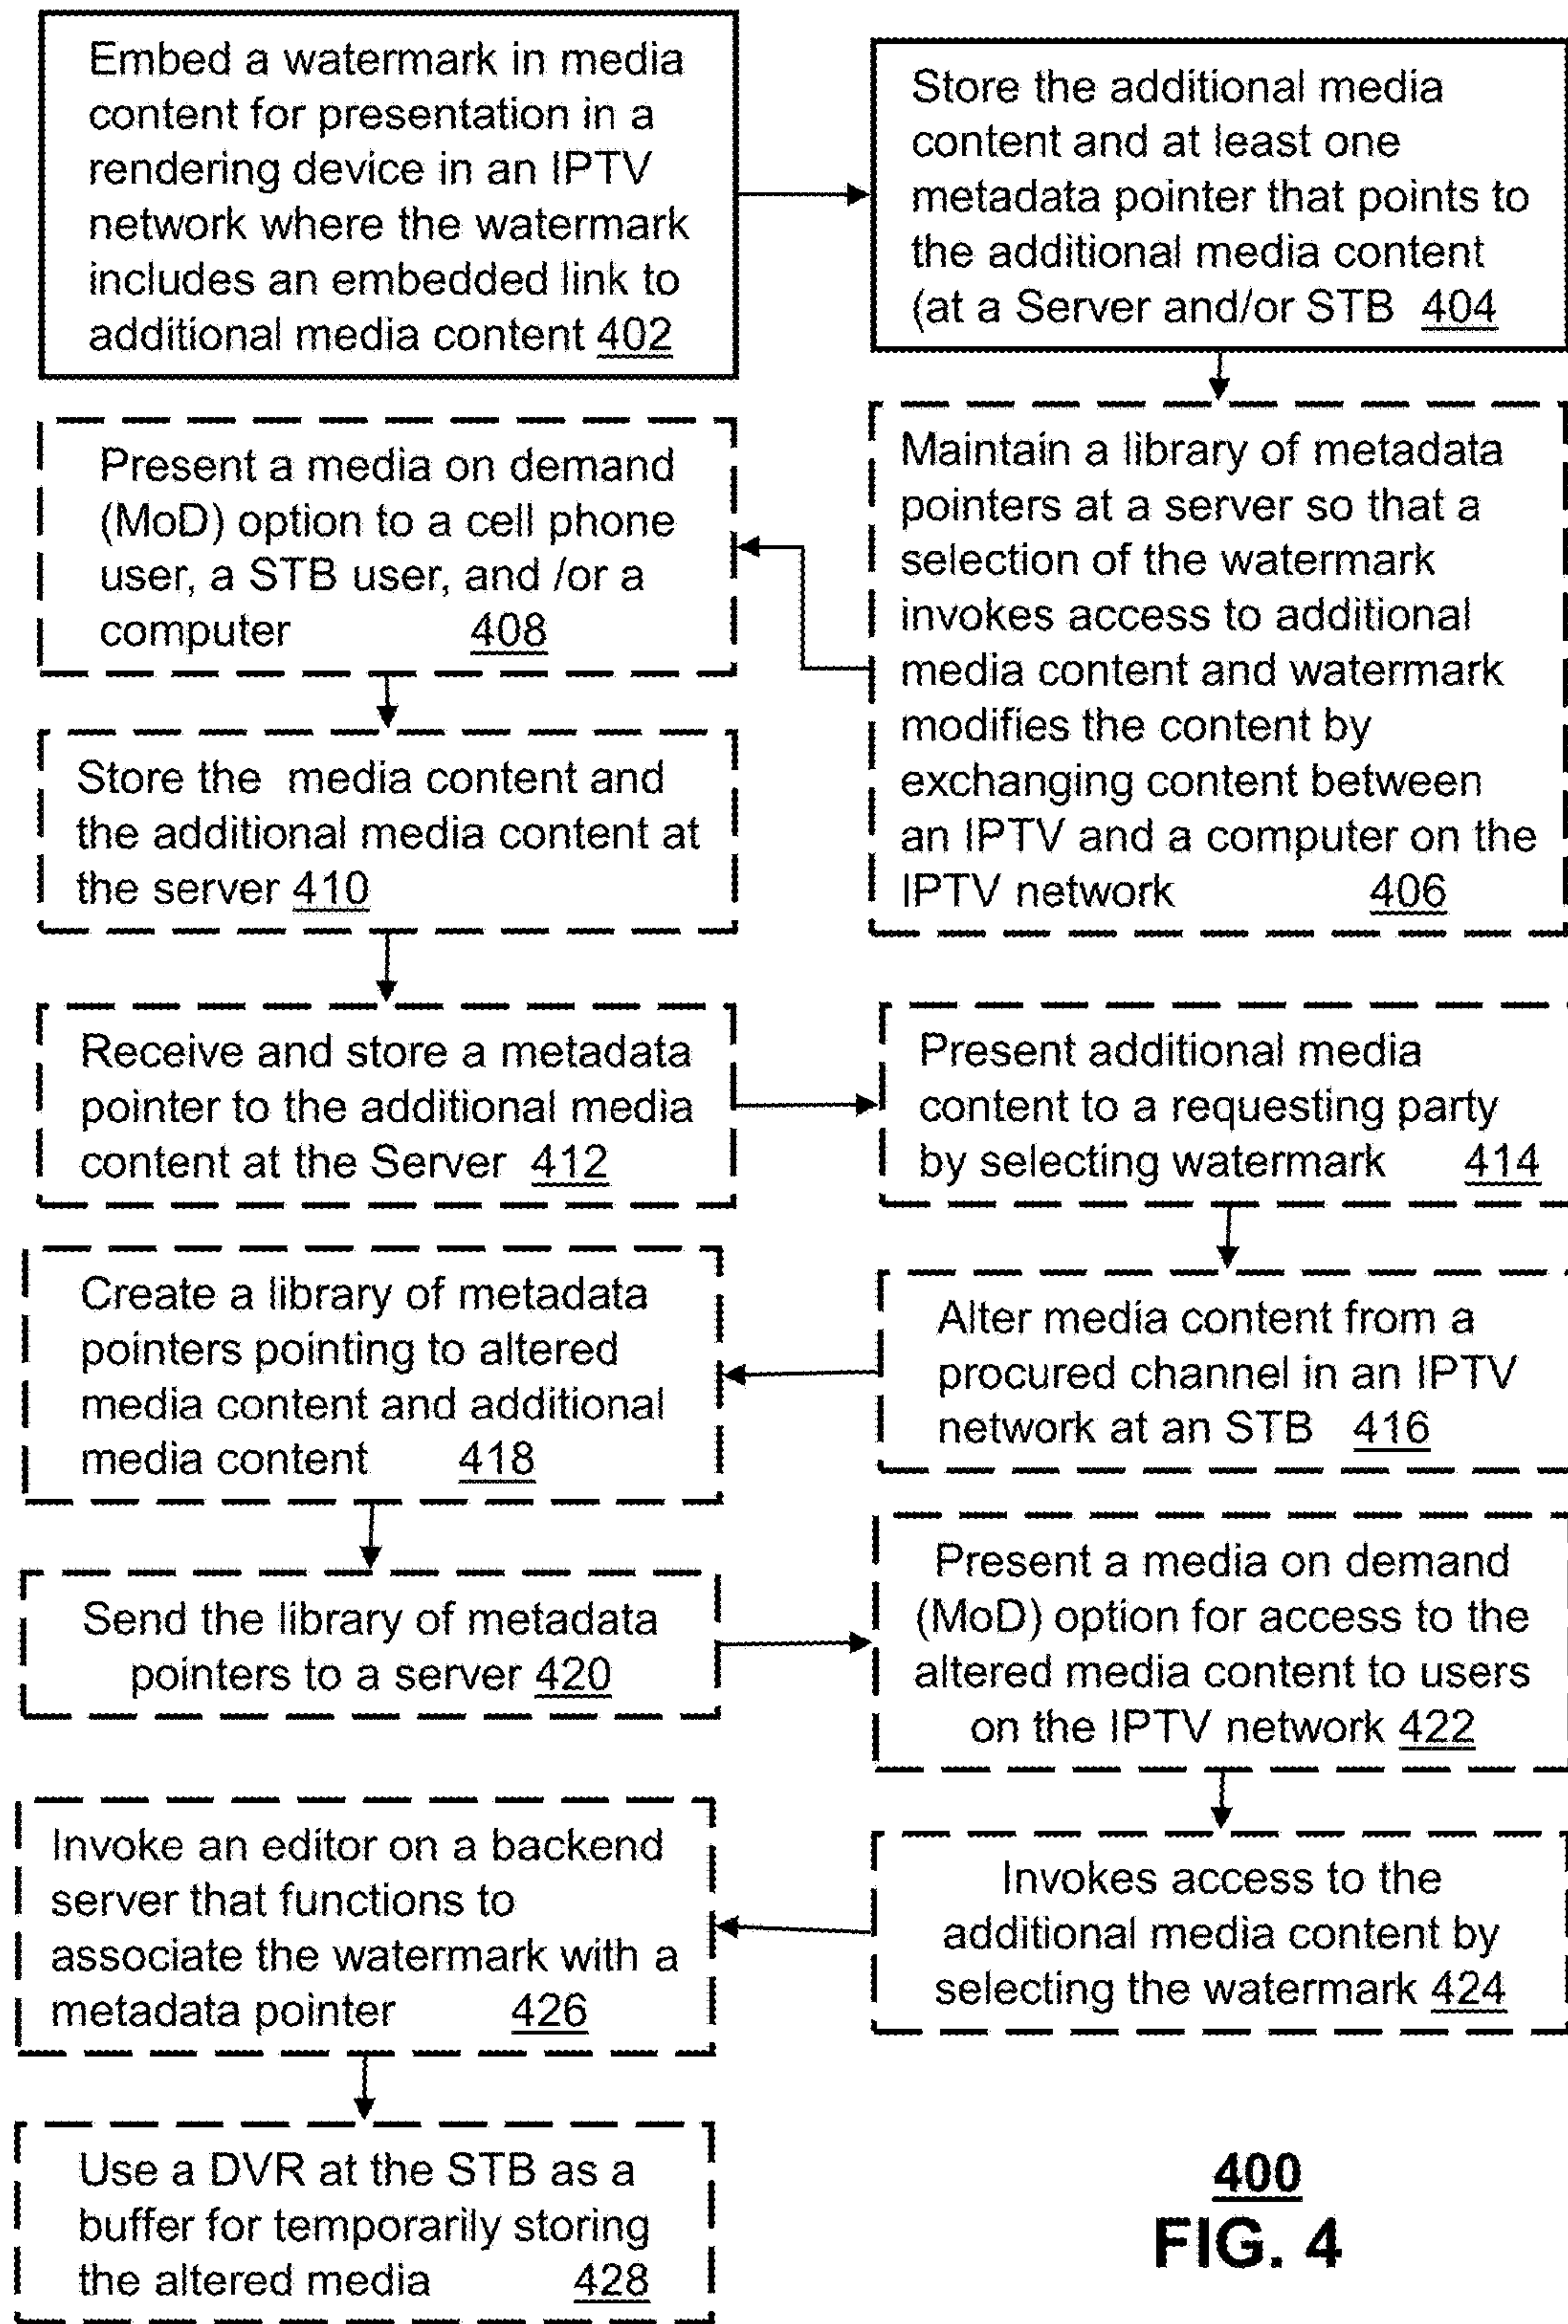 Embed a watermark in media
content for presentation in a
rendering device in an IPTV
network where the watermark
includes an embedded link to
additional media content 402
Store the additional media
content and at least one
metadata pointer that points to
the additional media content
(at a Server and/or STB 404
Maintain a library of metadata
pointers at a server so that a
selection of the watermark
invokes access to additional
media content and watermark
modifies the content by
exchanging content between
an IPTV and a computer on the
IPTV network 406
Present a media on demand
(MoD) option to a cell phone
user, a STB user, and /or a
computer 408
Store the media content and
the additional media content at
the server 410
Receive and store a metadata
pointer to the additional media
content at the Server 412
Present additional media
content to a requesting party
by selecting watermark 414
Alter media content from a
procured channel in an IPTV
network at an STB 416
Create a library of metadata
pointers pointing to altered
media content and additional
media content 418
Send the library of metadata
pointers to a server 420
Present a media on demand
(MoD) option for access to the
altered media content to users
on the IPTV network 422
Invokes access to the
additional media content by
selecting the watermark 424
Invoke an editor on a backend
server that functions to
associate the watermark with a
metadata pointer 426
Use a DVR at the STB as a
buffer for temporarily storing
the altered media 428
400
FIG. 4